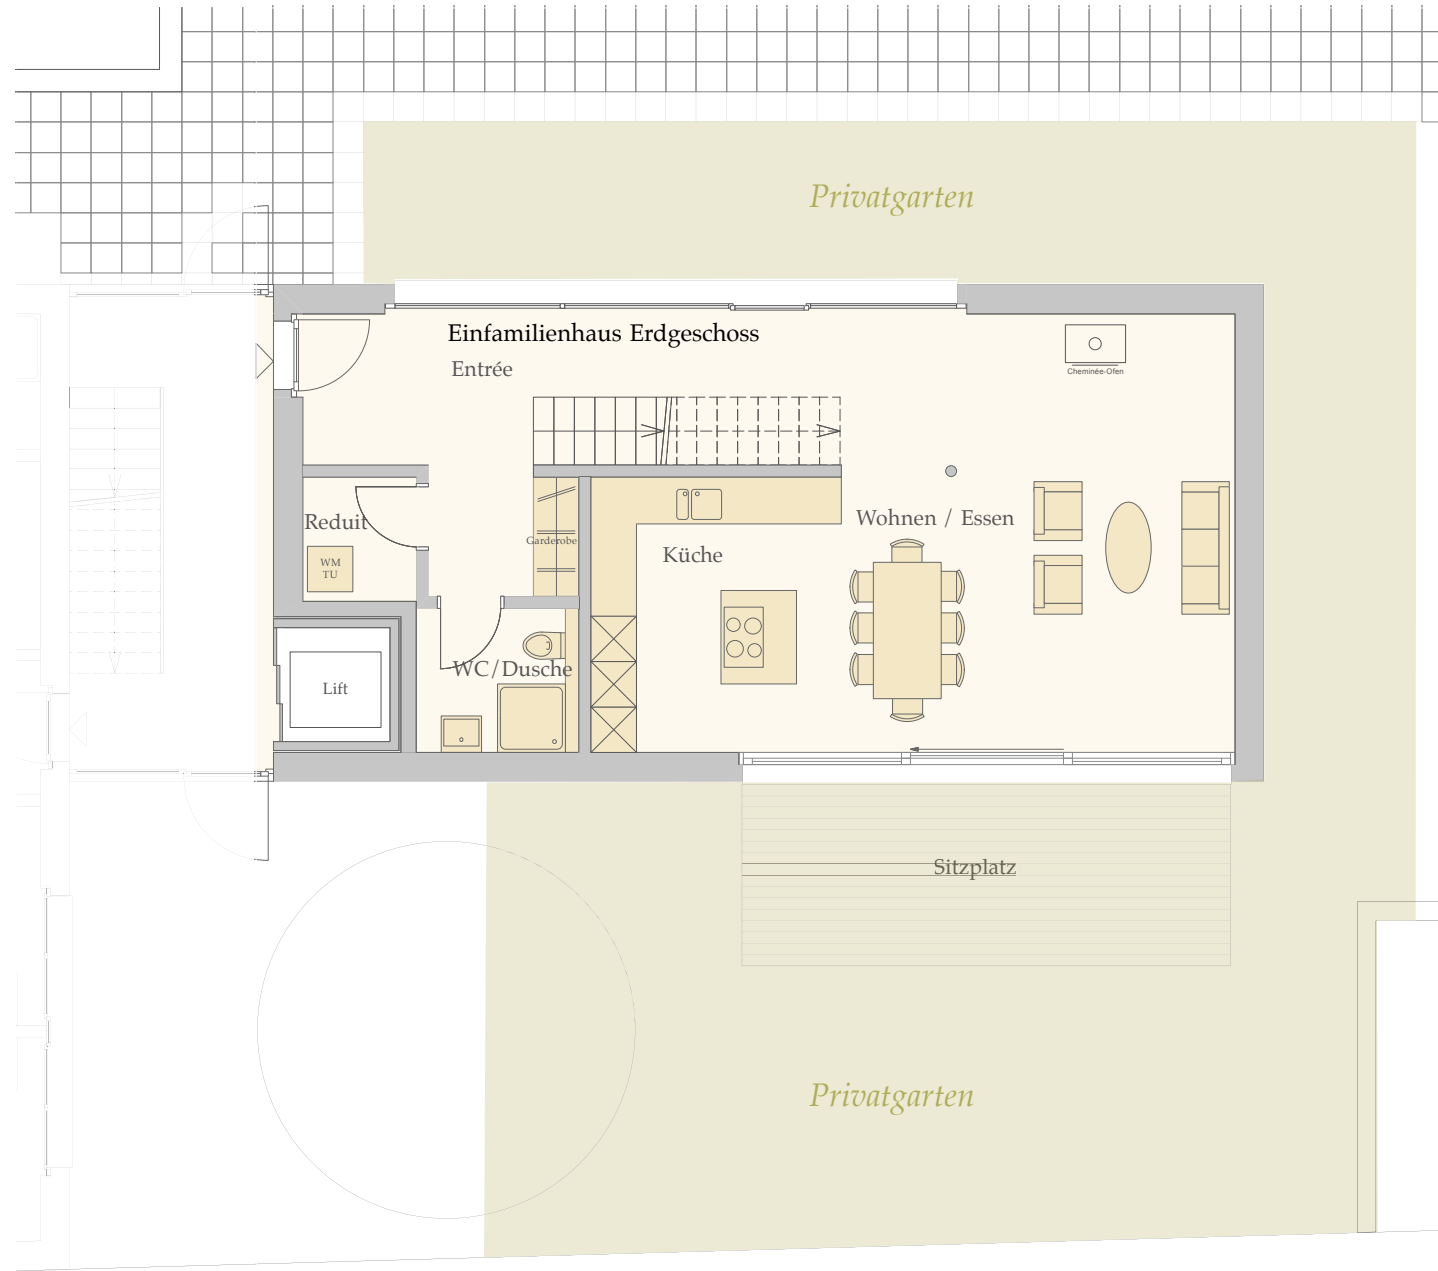 Privatgarten
Einfamilienhaus Erdgeschoss
Entrée
Cheminée-Ofen
Reduit
Wohnen / Essen
Garderobe
Küche
WM
TU
WC/Dusche
Lift
Sitzplatz
Privatgarten